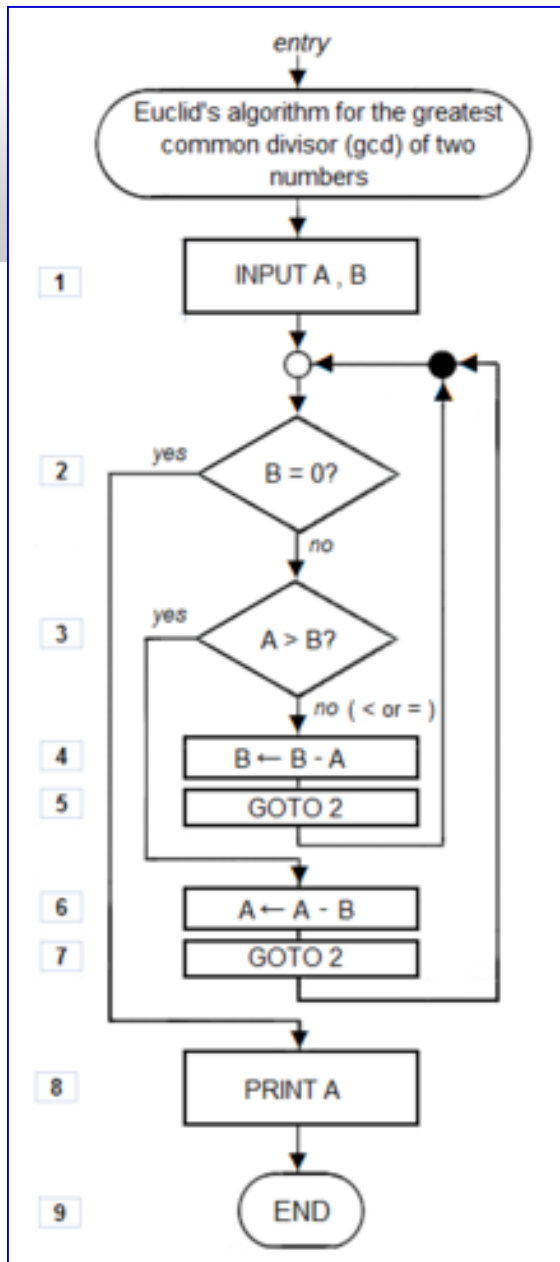 entry
Euclid's algorithm for the greatest
common divisor (gcd) of two
numbers
1
INPUT A , B
2
yes
B = 0?
no
3
yes
A > B?
no ( < or = )
4
B ← B - A
5
GOTO 2
6
A ← A - B
7
GOTO 2
8
PRINT A
9
END